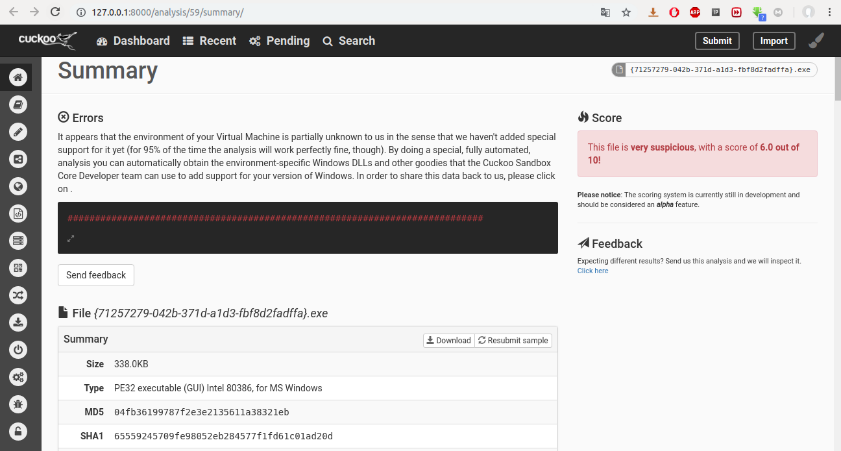 127.0.0.1:8000/analysis/59/summary/
cuckoo Dashboard Recent Pending Search Submit Import
Summary
{71257279-042b-371d-a1d3-fbf8d2fadffa}.exe
Errors
It appears that the environment of your Virtual Machine is partially unknown to us in the sense that we haven't added special
support for it yet (for 95% of the time the analysis will work perfectly fine, though). By doing a special, fully automated,
analysis you can automatically obtain the environment-specific Windows DLLs and other goodies that the Cuckoo Sandbox
Core Developer team can use to add support for your version of Windows. In order to share this data back to us, please click
on .
Send feedback
Score
This file is very suspicious, with a score of 6.0 out of
10!
Please notice: The scoring system is currently still in development and
should be considered an alpha feature.
Feedback
Expecting different results? Send us this analysis and we will inspect it.
Click here
File {71257279-042b-371d-a1d3-fbf8d2fadffa}.exe
Summary Download Resubmit sample
Size 338.0KB
Type PE32 executable (GUI) Intel 80386, for MS Windows
MD5 04fb36199787f2e3e2135611a38321eb
SHA1 65559245709fe98052eb284577f1fd61c01ad20d